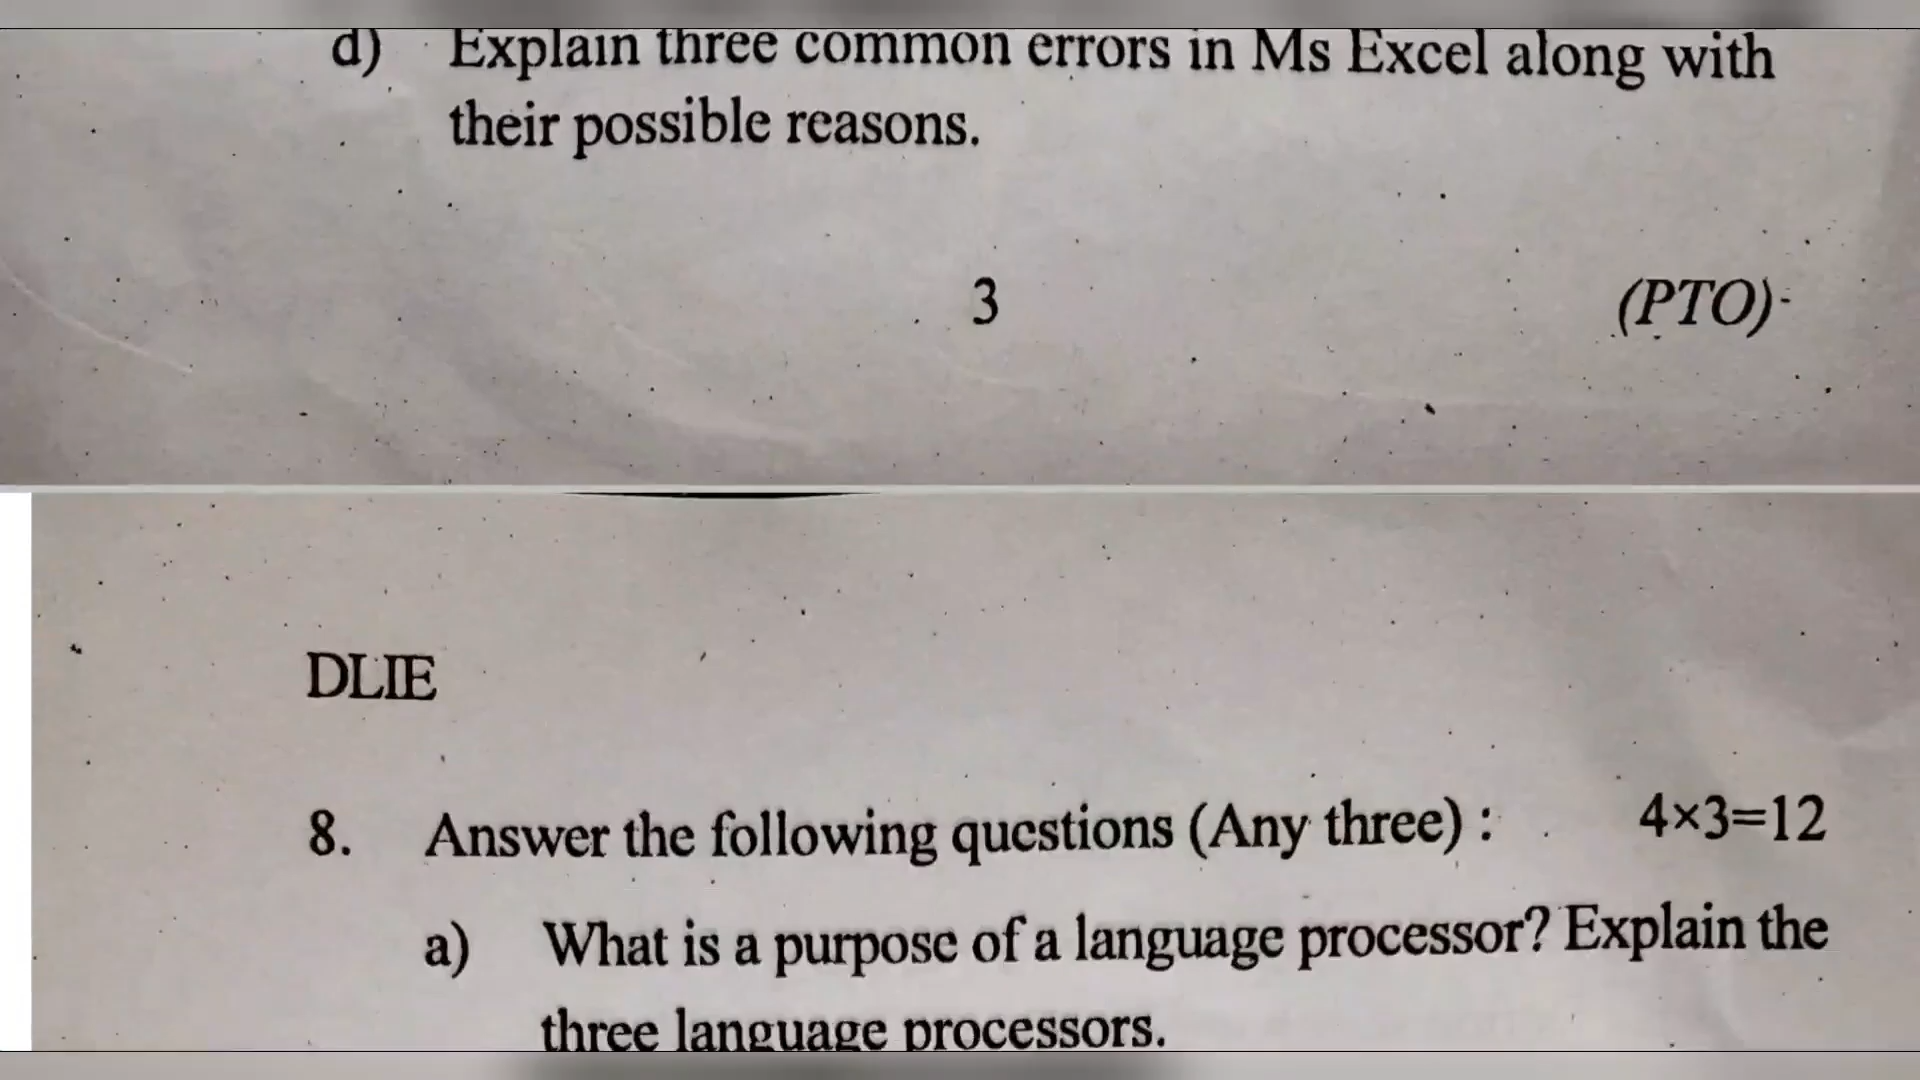 d) Explain three common errors in Ms Excel along with
their possible reasons.
3 (PTO)
DLIE
8. Answer the following questions (Any three) : 4×3=12
a) What is a purpose of a language processor? Explain the
three language processors.